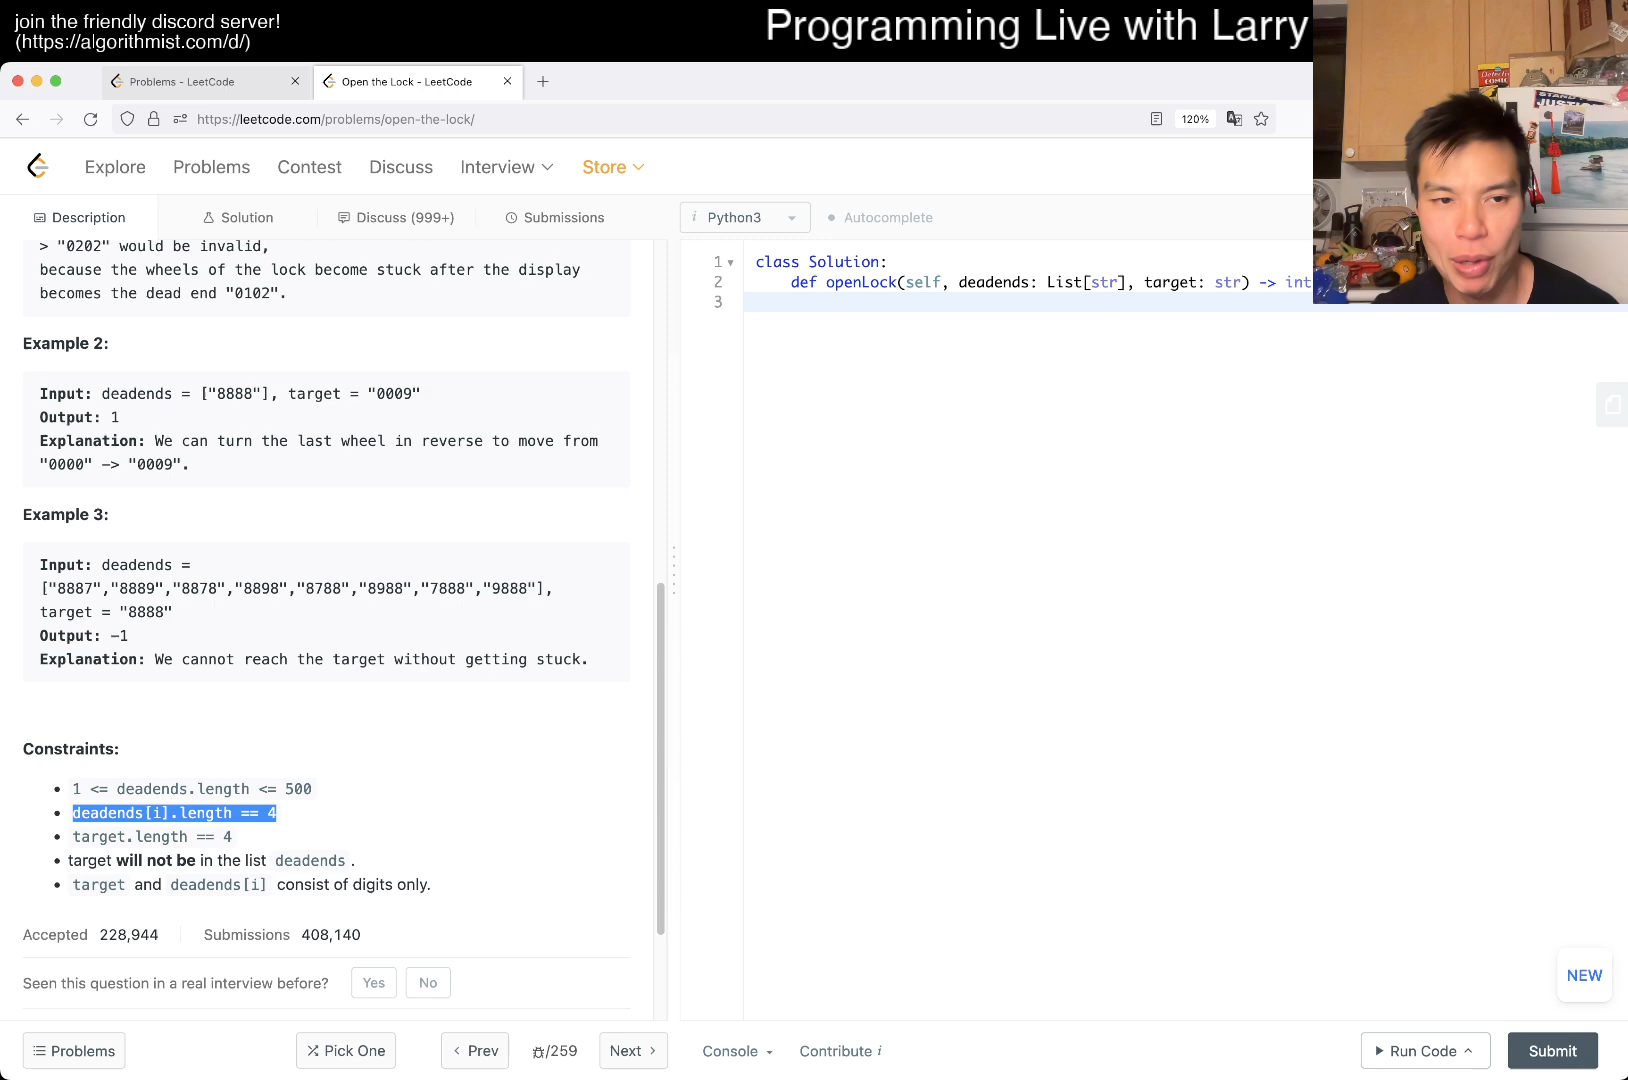 join the friendly discord server!
(https://algorithmist.com/d/)
Programming Live with Larry
Problems - LeetCode
Open the Lock - LeetCode
https://leetcode.com/problems/open-the-lock/
120%
Explore
Problems
Contest
Discuss
Interview
Store
Description
Solution
Discuss (999+)
Submissions
i Python3
Autocomplete
> "0202" would be invalid,
because the wheels of the lock become stuck after the display
becomes the dead end "0102".
Example 2:
Input: deadends = ["8888"], target = "0009"
Output: 1
Explanation: We can turn the last wheel in reverse to move from
"0000" -> "0009".
Example 3:
Input: deadends =
["8887","8889","8878","8898","8788","8988","7888","9888"],
target = "8888"
Output: -1
Explanation: We cannot reach the target without getting stuck.
Constraints:
• 1 <= deadends.length <= 500
• deadends[i].length == 4
• target.length == 4
• target will not be in the list deadends .
• target and deadends[i] consist of digits only.
Accepted 228,944
Submissions 408,140
Seen this question in a real interview before?
Yes
No
1 class Solution:
2 def openLock(self, deadends: List[str], target: str) -> int
3
NEW
Problems
Pick One
Prev
/259
Next
Console
Contribute i
Run Code
Submit